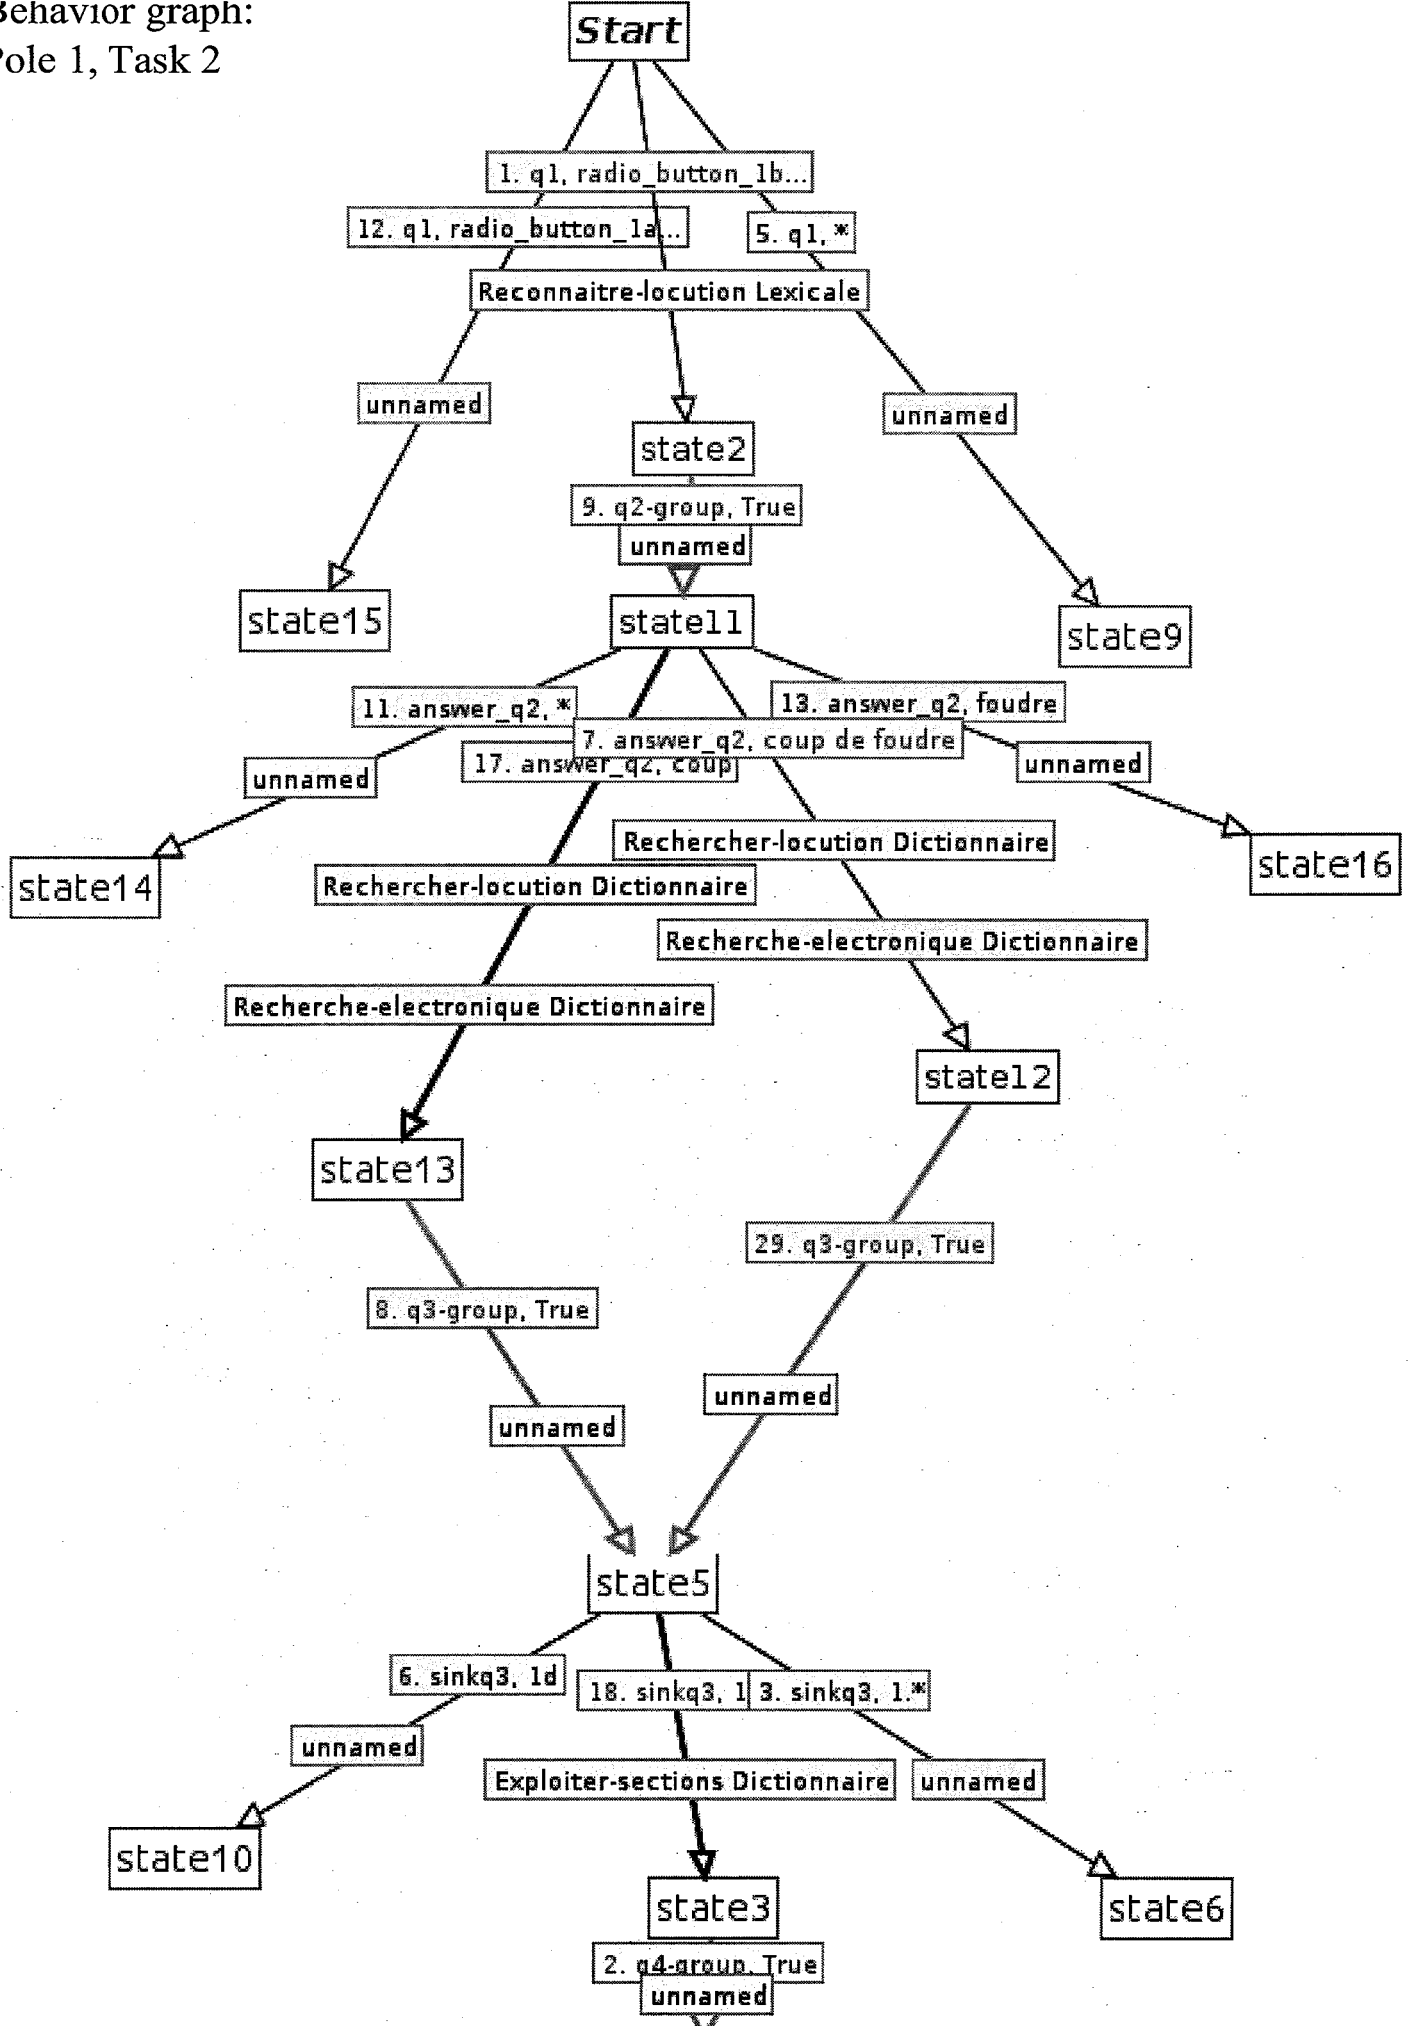 Behavior graph:
Pole 1, Task 2
Start
1. q1, radio_button_1b...
12. q1, radio_button_1a...
5. q1, *
Reconnaitre-locution Lexicale
unnamed
unnamed
state2
9. q2-group, True
unnamed
state15
state11
state9
11. answer_q2, *
13. answer_q2, foudre
7. answer_q2, coup de foudre
17. answer_q2, coup
unnamed
unnamed
Rechercher-locution Dictionnaire
state14
Rechercher-locution Dictionnaire
state16
Recherche-electronique Dictionnaire
Recherche-electronique Dictionnaire
state12
state13
29. q3-group, True
8. q3-group, True
unnamed
unnamed
state5
6. sinkq3, 1d
18. sinkq3, 1
3. sinkq3, 1.*
unnamed
Exploiter-sections Dictionnaire
unnamed
state10
state3
state6
2. q4-group, True
unnamed